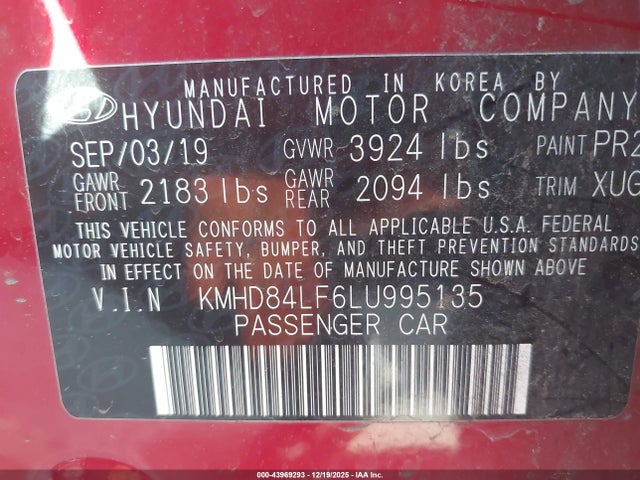 MANUFACTURED IN KOREA BY
HYUNDAI MOTOR COMPANY
SEP/03/19 GVWR 3924 lbs PAINT PR2
GAWR FRONT 2183 lbs GAWR REAR 2094 lbs TRIM XUG
THIS VEHICLE CONFORMS TO ALL APPLICABLE U.S.A. FEDERAL
MOTOR VEHICLE SAFETY, BUMPER, AND THEFT PREVENTION STANDARDS
IN EFFECT ON THE DATE OF MANUFACTURE SHOWN ABOVE
V.I.N KMHD84LF6LU995135
PASSENGER CAR
000-43969293 - 12/19/2025 - IAA Inc.